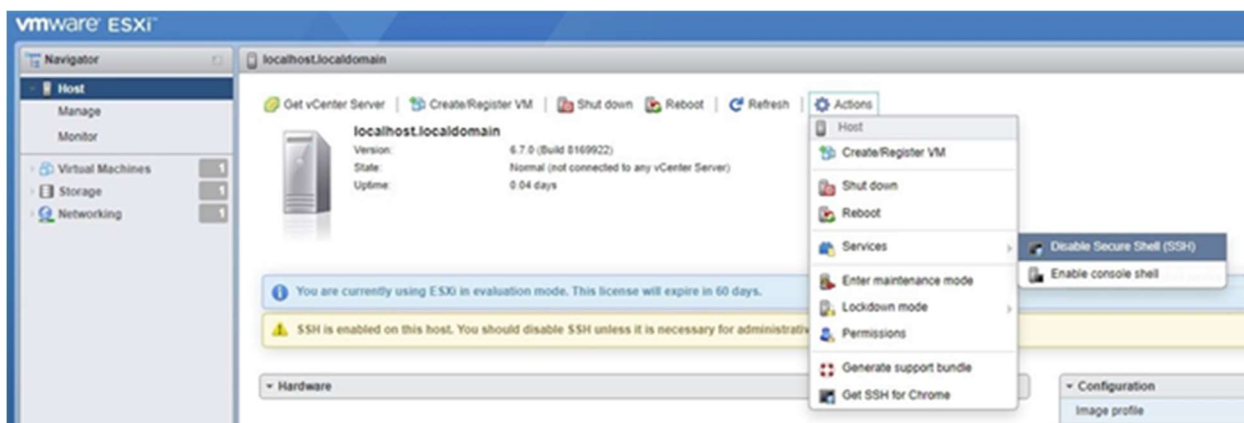 vmware ESXi™
Navigator
localhost.localdomain
Host
Manage
Monitor
Virtual Machines 1
Storage 1
Networking 1
Get vCenter Server | Create/Register VM | Shut down Reboot | Refresh | Actions
localhost.localdomain
Version: 6.7.0 (Build 8169922)
State: Normal (not connected to any vCenter Server)
Uptime: 0.04 days
Host
Create/Register VM
Shut down
Reboot
Services
Disable Secure Shell (SSH)
Enable console shell
Enter maintenance mode
Lockdown mode
Permissions
Generate support bundle
Get SSH for Chrome
You are currently using ESXi in evaluation mode. This license will expire in 60 days.
SSH is enabled on this host. You should disable SSH unless it is necessary for administrativ
Hardware
Configuration
Image profile